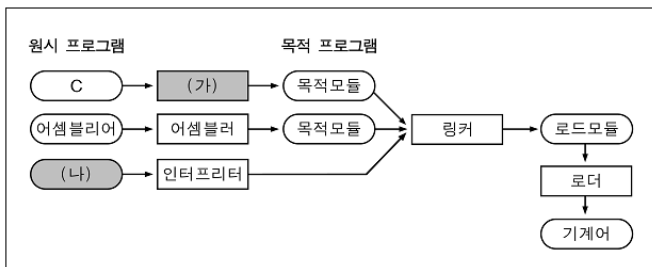 원시 프로그램 목적 프로그램
C (가) 목적모듈
어셈블리어 어셈블러 목적모듈 링커 로드모듈
(나) 인터프리터 로더
기계어